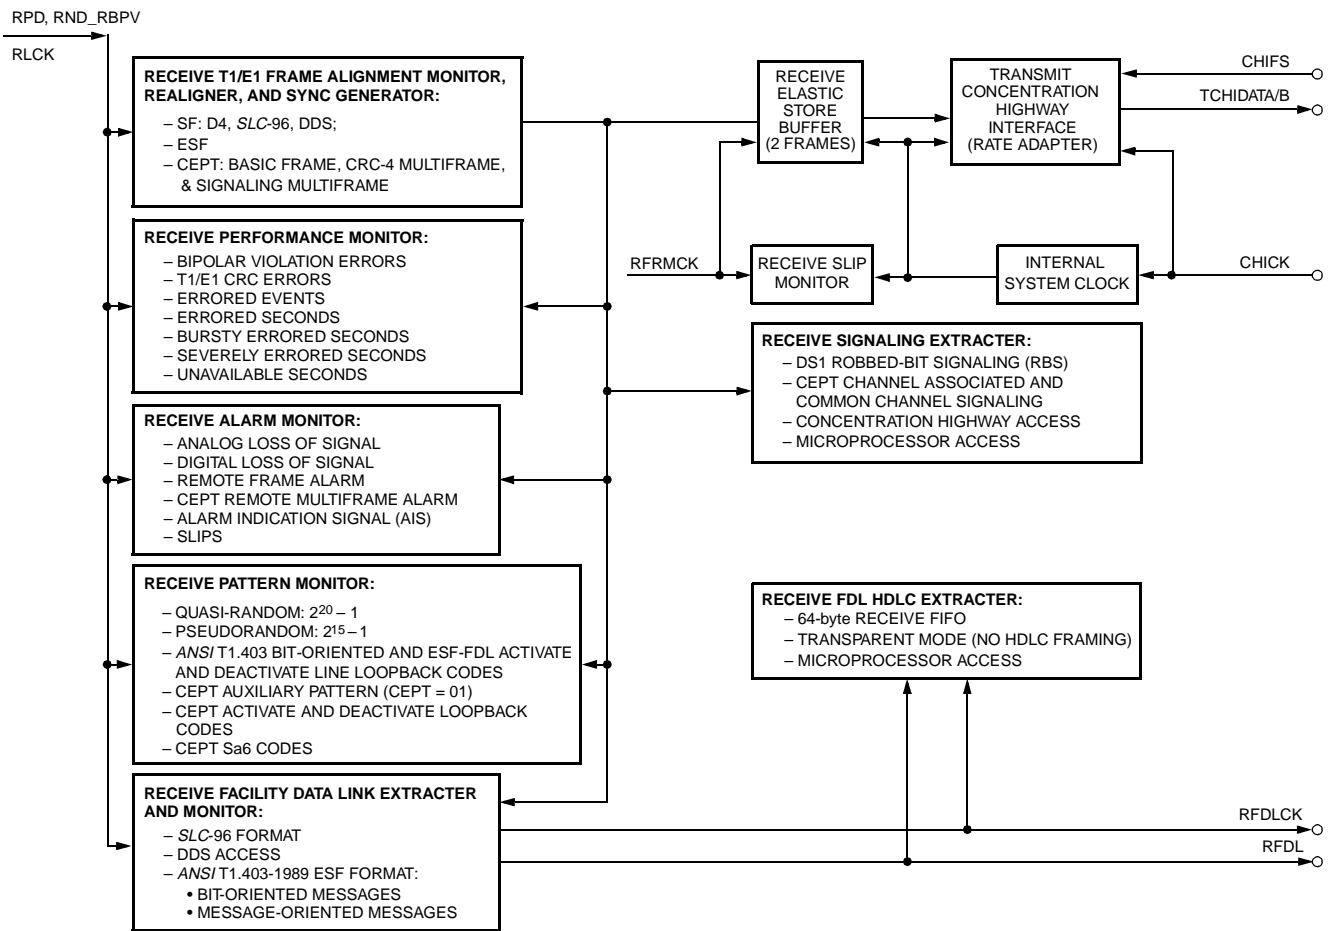 RPD, RND_RBPV
RLCK
RECEIVE T1/E1 FRAME ALIGNMENT MONITOR,
REALIGNER, AND SYNC GENERATOR:
– SF: D4, SLC-96, DDS;
– ESF
– CEPT: BASIC FRAME, CRC-4 MULTIFRAME,
& SIGNALING MULTIFRAME
RECEIVE PERFORMANCE MONITOR:
– BIPOLAR VIOLATION ERRORS
– T1/E1 CRC ERRORS
– ERRORED EVENTS
– ERRORED SECONDS
– BURSTY ERRORED SECONDS
– SEVERELY ERRORED SECONDS
– UNAVAILABLE SECONDS
RECEIVE ALARM MONITOR:
– ANALOG LOSS OF SIGNAL
– DIGITAL LOSS OF SIGNAL
– REMOTE FRAME ALARM
– CEPT REMOTE MULTIFRAME ALARM
– ALARM INDICATION SIGNAL (AIS)
– SLIPS
RECEIVE PATTERN MONITOR:
– QUASI-RANDOM: 2²⁰ – 1
– PSEUDORANDOM: 2¹⁵ – 1
– ANSI T1.403 BIT-ORIENTED AND ESF-FDL ACTIVATE
AND DEACTIVATE LINE LOOPBACK CODES
– CEPT AUXILIARY PATTERN (CEPT = 01)
– CEPT ACTIVATE AND DEACTIVATE LOOPBACK
CODES
– CEPT Sa6 CODES
RECEIVE FACILITY DATA LINK EXTRACTER
AND MONITOR:
– SLC-96 FORMAT
– DDS ACCESS
– ANSI T1.403-1989 ESF FORMAT:
• BIT-ORIENTED MESSAGES
• MESSAGE-ORIENTED MESSAGES
RECEIVE
ELASTIC
STORE
BUFFER
(2 FRAMES)
TRANSMIT
CONCENTRATION
HIGHWAY
INTERFACE
(RATE ADAPTER)
CHIFS
TCHIDATA/B
RFRMCK
RECEIVE SLIP
MONITOR
INTERNAL
SYSTEM CLOCK
CHICK
RECEIVE SIGNALING EXTRACTER:
– DS1 ROBBED-BIT SIGNALING (RBS)
– CEPT CHANNEL ASSOCIATED AND
COMMON CHANNEL SIGNALING
– CONCENTRATION HIGHWAY ACCESS
– MICROPROCESSOR ACCESS
RECEIVE FDL HDLC EXTRACTER:
– 64-byte RECEIVE FIFO
– TRANSPARENT MODE (NO HDLC FRAMING)
– MICROPROCESSOR ACCESS
RFDLCK
RFDL